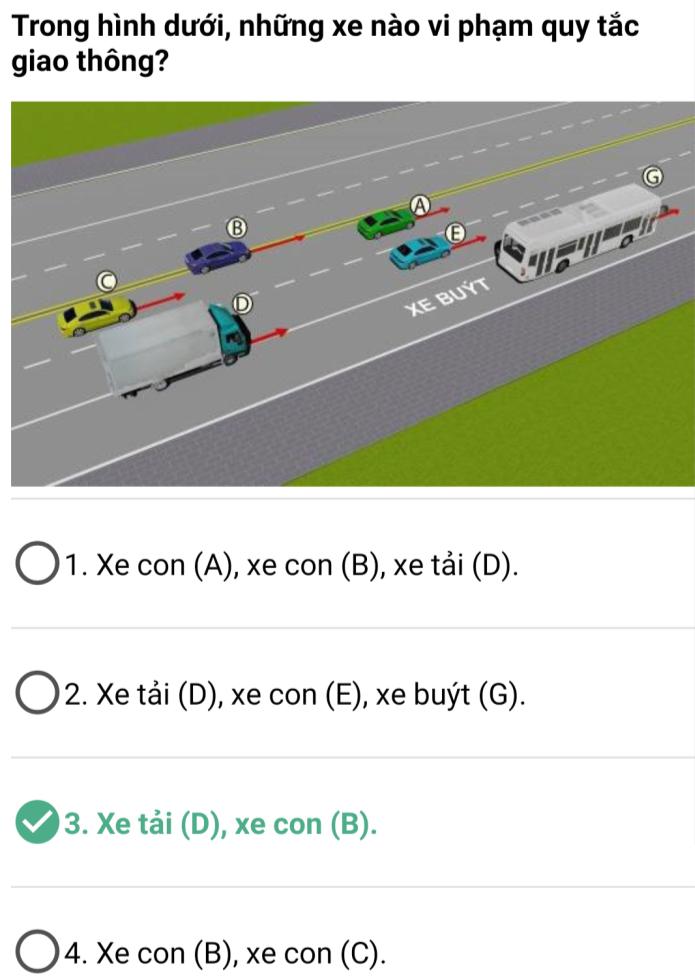 Trong hình dưới, những xe nào vi phạm quy tắc
giao thông?
G
A
B
E
C
D
XE BUÝT
1. Xe con (A), xe con (B), xe tải (D).
2. Xe tải (D), xe con (E), xe buýt (G).
3. Xe tải (D), xe con (B).
4. Xe con (B), xe con (C).